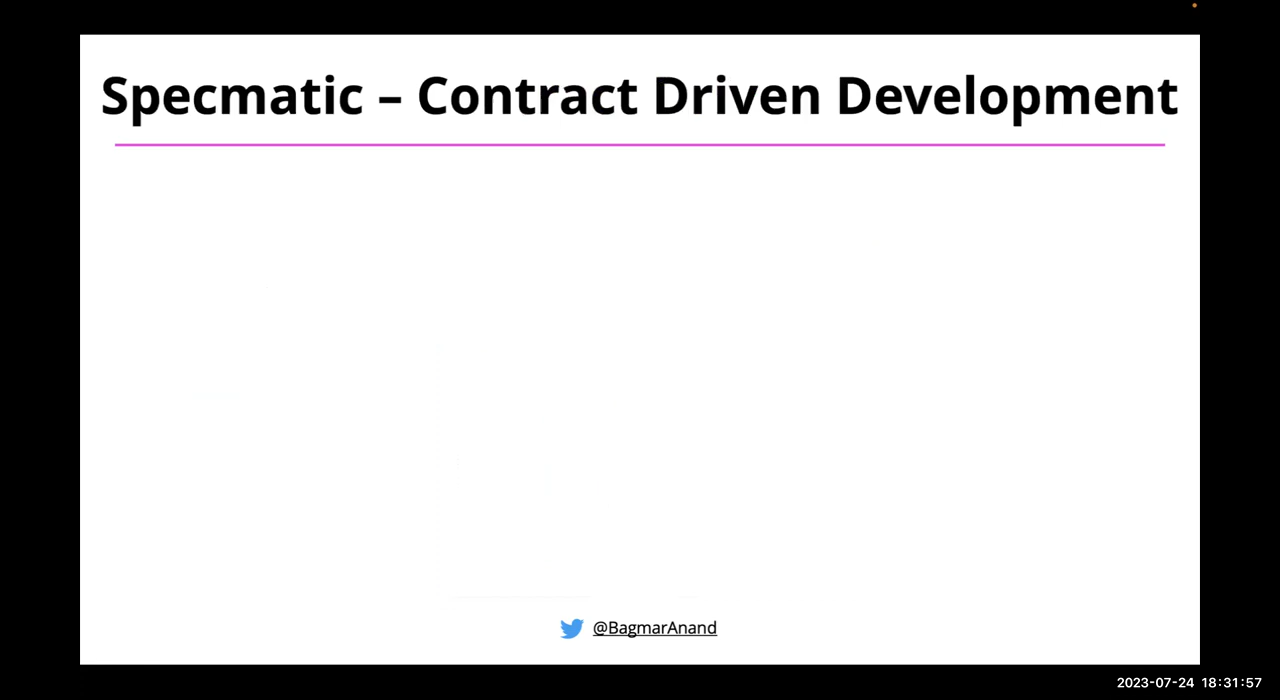 Specmatic – Contract Driven Development
@BagmarAnand
2023-07-24 18:31:57